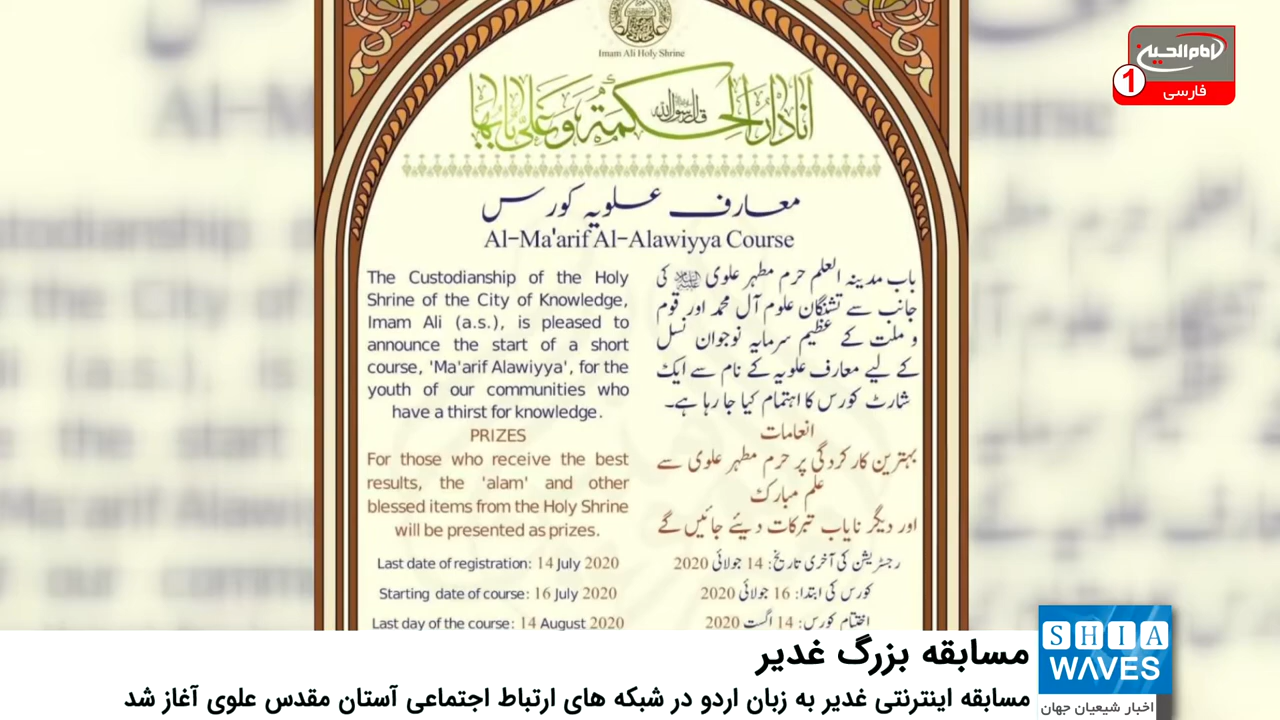 Imam Ali Holy Shrine
انا دار الحکمة و علی بابها
قال رسول الله
معارف علویہ کورس
Al-Ma'arif Al-Alawiyya Course
The Custodianship of the Holy
Shrine of the City of Knowledge,
Imam Ali (a.s.), is pleased to
announce the start of a short
course, 'Ma'arif Alawiyya', for the
youth of our communities who
have a thirst for knowledge.
PRIZES
For those who receive the best
results, the 'alam' and other
blessed items from the Holy Shrine
will be presented as prizes.
Last date of registration: 14 July 2020
Starting date of course: 16 July 2020
Last day of the course: 14 August 2020
باب مدینہ العلم حرم مطہر علوی کی
جانب سے تشنگان علوم آل محمد اور قوم
و ملت کے عظیم سرمایہ نوجوان نسل
کے لیے معارف علویہ کے نام سے ایک
شارٹ کورس کا اہتمام کیا جا رہا ہے۔
انعامات
بہترین کارکردگی پر حرم مطہر علوی سے
علم مبارک
اور دیگر نایاب تبرکات دیئے جائیں گے
رجسٹریشن کی آخری تاریخ: 14 جولائی 2020
کورس کی ابتدا: 16 جولائی 2020
اختتام کورس: 14 اگست 2020
امام الحسین
فارسی
1
مسابقه بزرگ غدیر
مسابقه اینترنتی غدیر به زبان اردو در شبکه های ارتباط اجتماعی آستان مقدس علوی آغاز شد
SHIA
WAVES
اخبار شیعیان جهان